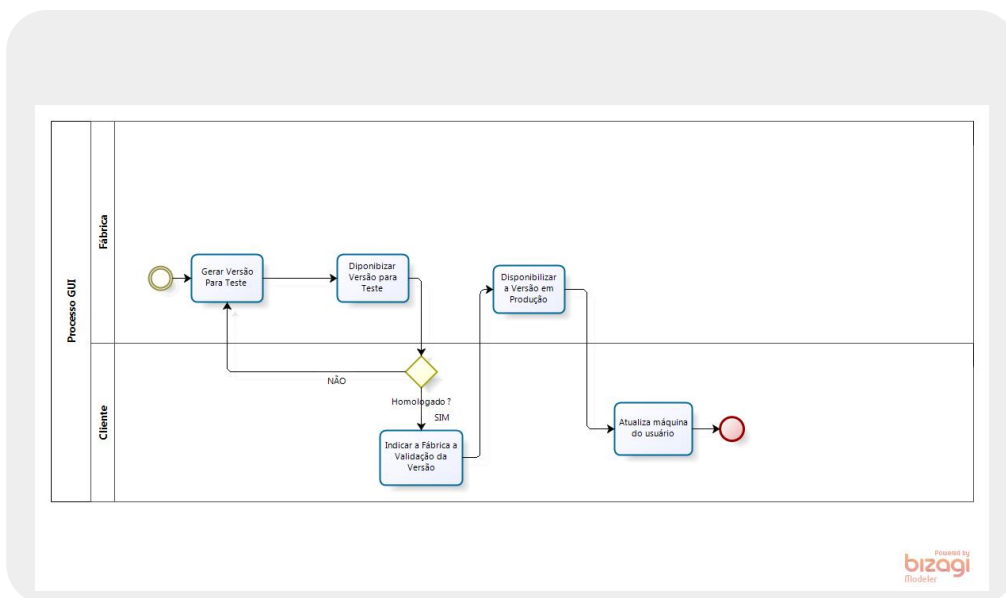 Processo GUI
Fábrica
Cliente
Gerar Versão
Para Teste
Diponibizar
Versão para
Teste
Disponibilizar
a Versão em
Produção
NÃO
Homologado ?
SIM
Indicar a Fábrica a
Validação da
Versão
Atualiza máquina
do usuário
Powered by
bizagi
Modeler